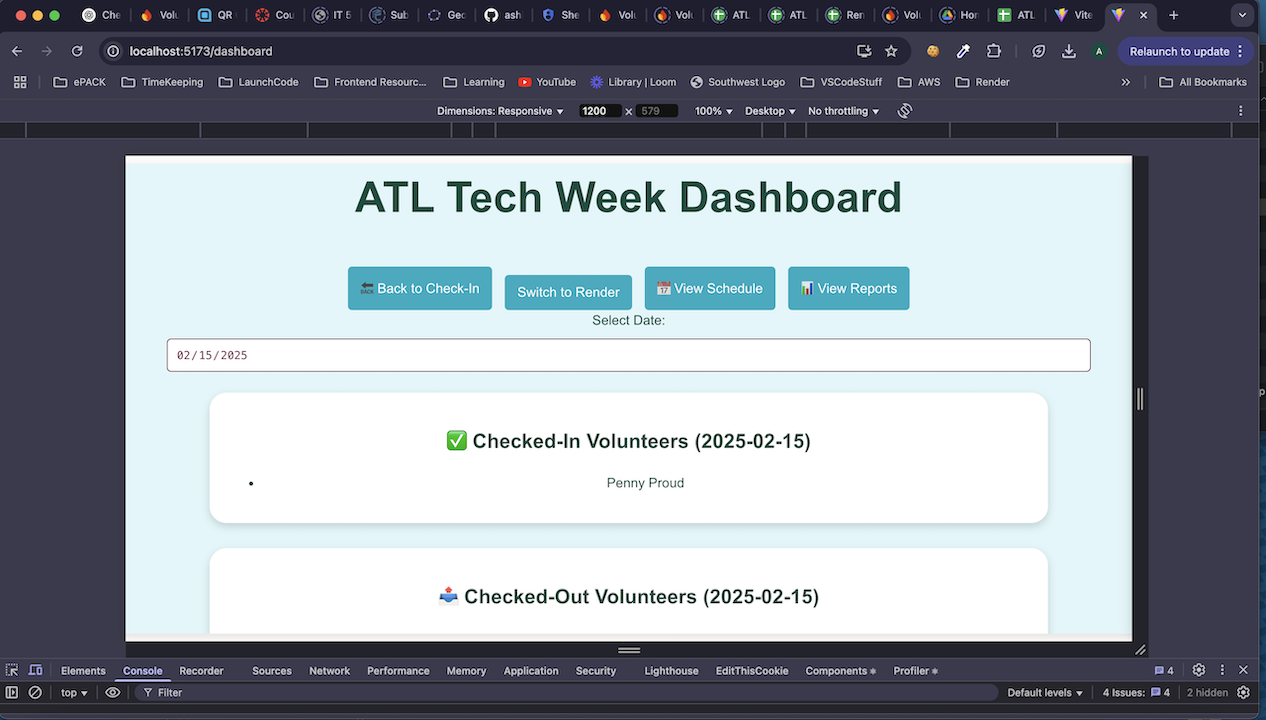 Che
Volu
QR
Cou
IT 5
Sub
Geo
ash
She
Volu
Volu
ATL
ATL
Ren
Volu
Hor
ATL
Vite
localhost:5173/dashboard
A
Relaunch to update
ePACK
TimeKeeping
LaunchCode
Frontend Resourc...
Learning
YouTube
Library | Loom
Southwest Logo
VSCodeStuff
AWS
Render
»
All Bookmarks
Dimensions: Responsive
1200 × 579
100%
Desktop
No throttling
ATL Tech Week Dashboard
🔙 Back to Check-In
Switch to Render
📅 View Schedule
📊 View Reports
Select Date:
02/15/2025
✅ Checked-In Volunteers (2025-02-15)
• Penny Proud
📤 Checked-Out Volunteers (2025-02-15)
Elements
Console
Recorder
Sources
Network
Performance
Memory
Application
Security
Lighthouse
EditThisCookie
Components
Profiler
4
top
Filter
Default levels
4 Issues: 4
2 hidden